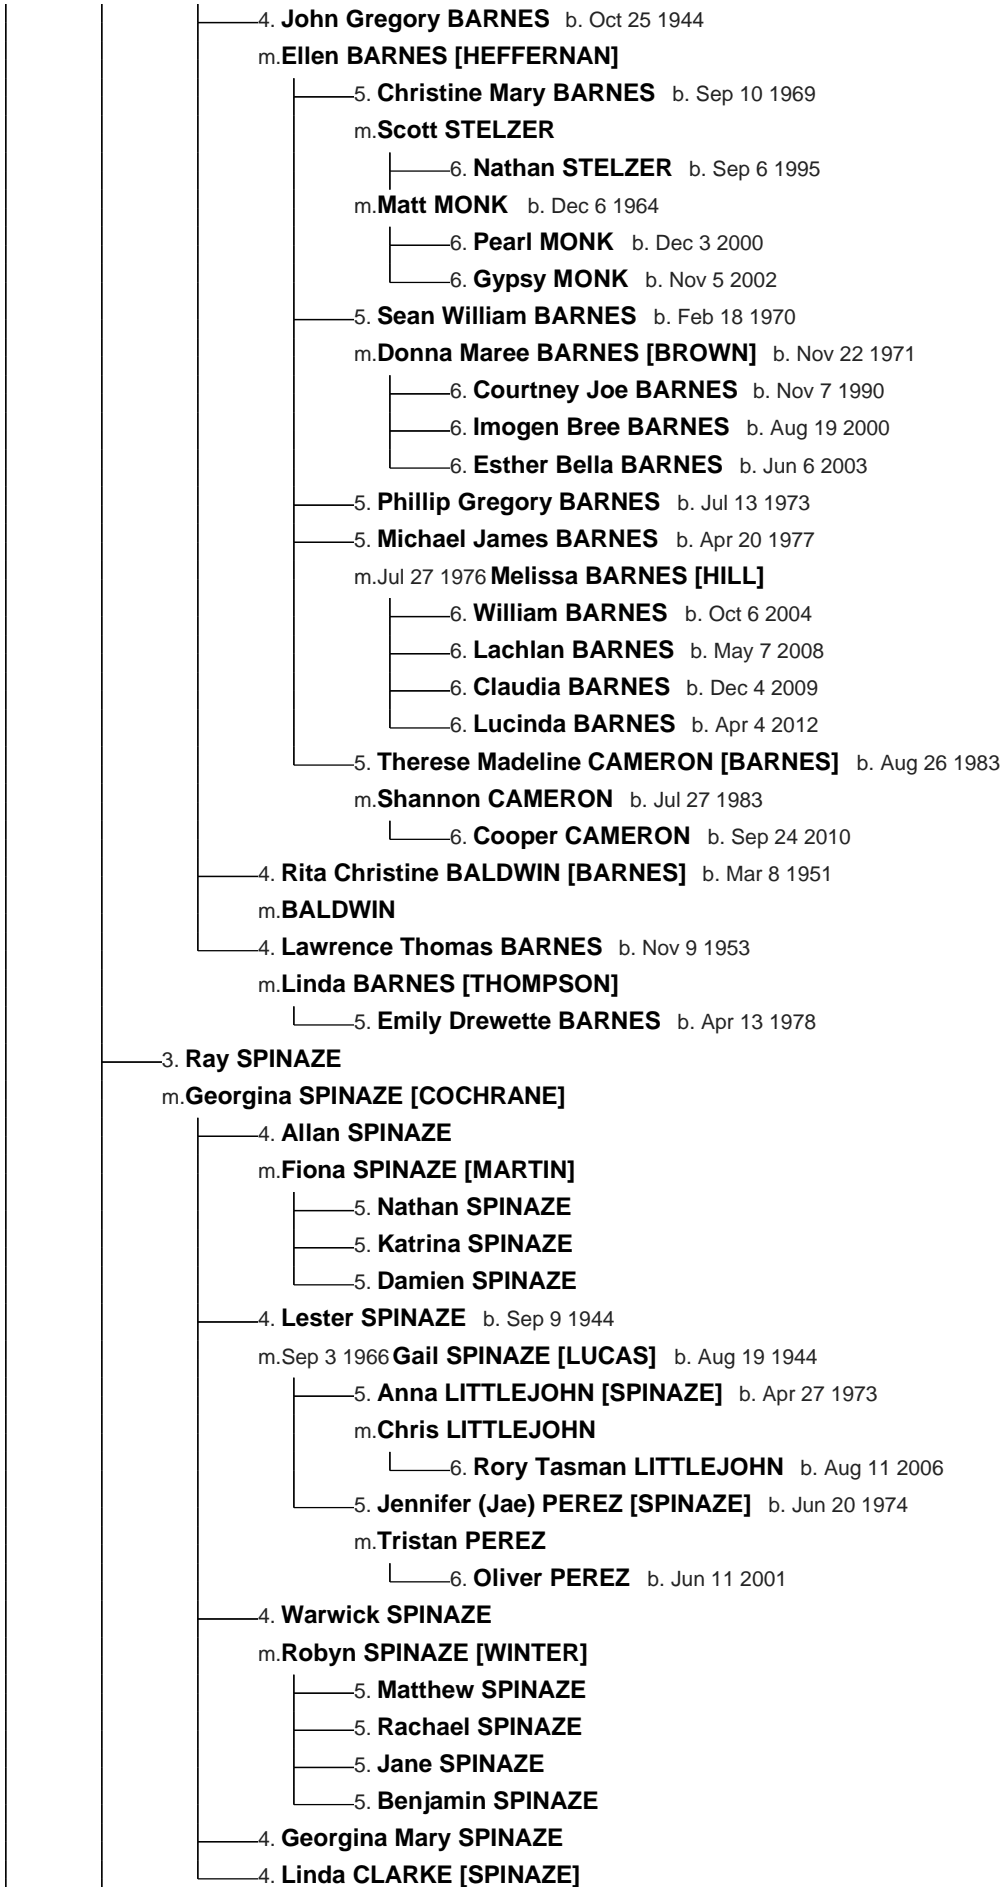 4. John Gregory BARNES b. Oct 25 1944
m.Ellen BARNES [HEFFERNAN]
5. Christine Mary BARNES b. Sep 10 1969
m.Scott STELZER
6. Nathan STELZER b. Sep 6 1995
m.Matt MONK b. Dec 6 1964
6. Pearl MONK b. Dec 3 2000
6. Gypsy MONK b. Nov 5 2002
5. Sean William BARNES b. Feb 18 1970
m.Donna Maree BARNES [BROWN] b. Nov 22 1971
6. Courtney Joe BARNES b. Nov 7 1990
6. Imogen Bree BARNES b. Aug 19 2000
6. Esther Bella BARNES b. Jun 6 2003
5. Phillip Gregory BARNES b. Jul 13 1973
5. Michael James BARNES b. Apr 20 1977
m.Jul 27 1976 Melissa BARNES [HILL]
6. William BARNES b. Oct 6 2004
6. Lachlan BARNES b. May 7 2008
6. Claudia BARNES b. Dec 4 2009
6. Lucinda BARNES b. Apr 4 2012
5. Therese Madeline CAMERON [BARNES] b. Aug 26 1983
m.Shannon CAMERON b. Jul 27 1983
6. Cooper CAMERON b. Sep 24 2010
4. Rita Christine BALDWIN [BARNES] b. Mar 8 1951
m.BALDWIN
4. Lawrence Thomas BARNES b. Nov 9 1953
m.Linda BARNES [THOMPSON]
5. Emily Drewette BARNES b. Apr 13 1978
3. Ray SPINAZE
m.Georgina SPINAZE [COCHRANE]
4. Allan SPINAZE
m.Fiona SPINAZE [MARTIN]
5. Nathan SPINAZE
5. Katrina SPINAZE
5. Damien SPINAZE
4. Lester SPINAZE b. Sep 9 1944
m.Sep 3 1966 Gail SPINAZE [LUCAS] b. Aug 19 1944
5. Anna LITTLEJOHN [SPINAZE] b. Apr 27 1973
m.Chris LITTLEJOHN
6. Rory Tasman LITTLEJOHN b. Aug 11 2006
5. Jennifer (Jae) PEREZ [SPINAZE] b. Jun 20 1974
m.Tristan PEREZ
6. Oliver PEREZ b. Jun 11 2001
4. Warwick SPINAZE
m.Robyn SPINAZE [WINTER]
5. Matthew SPINAZE
5. Rachael SPINAZE
5. Jane SPINAZE
5. Benjamin SPINAZE
4. Georgina Mary SPINAZE
4. Linda CLARKE [SPINAZE]